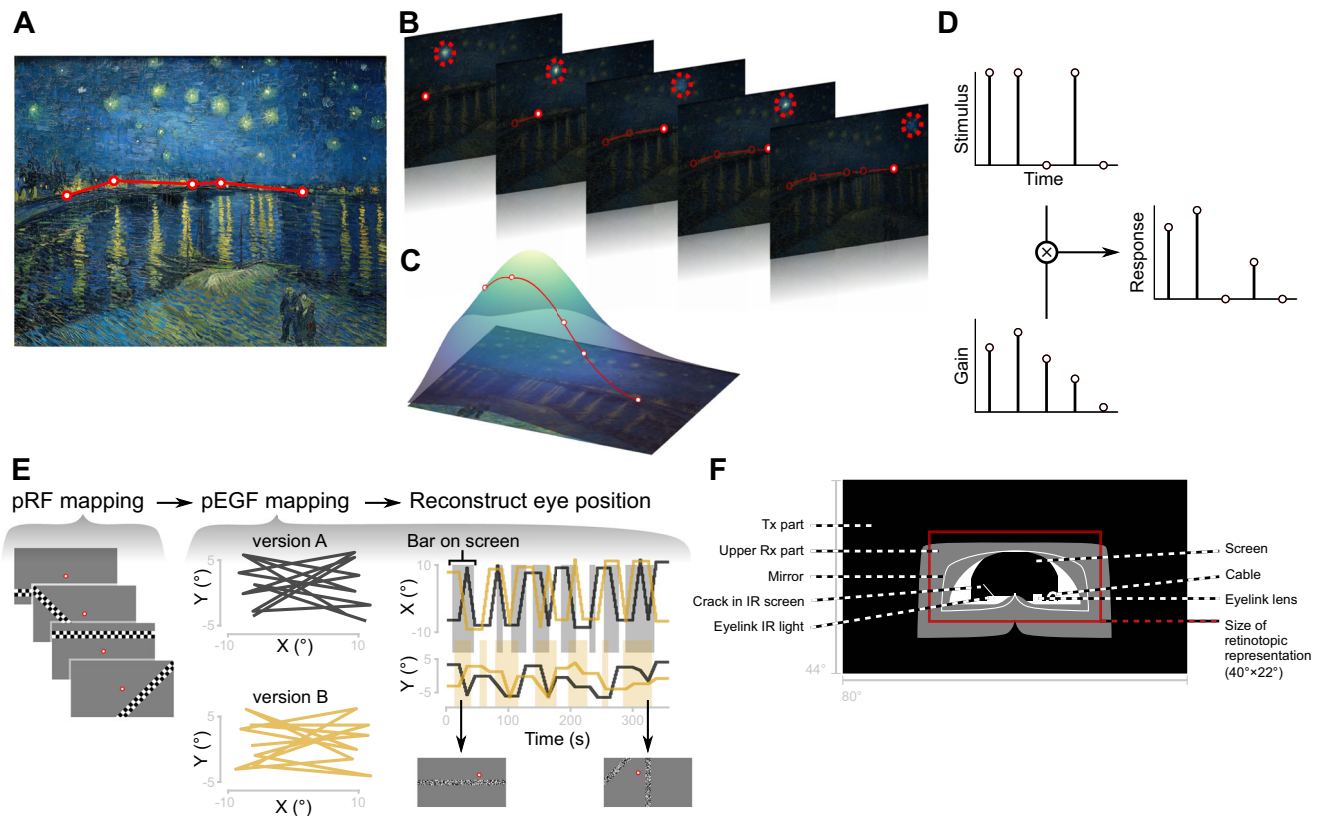 A
B
C
D
Stimulus
Time
Response
Gain
E
pRF mapping
pEGF mapping
Reconstruct eye position
version A
5
Y (°)
-5
-10
10
X (°)
version B
5
Y (°)
-5
-10
10
X (°)
Bar on screen
10
X (°)
-10
5
Y (°)
-5
0
100
200
300
Time (s)
F
Tx part
Upper Rx part
Mirror
Crack in IR screen
Eyelink IR light
44°
80°
Screen
Cable
Eyelink lens
Size of
retinotopic
representation
(40°×22°)